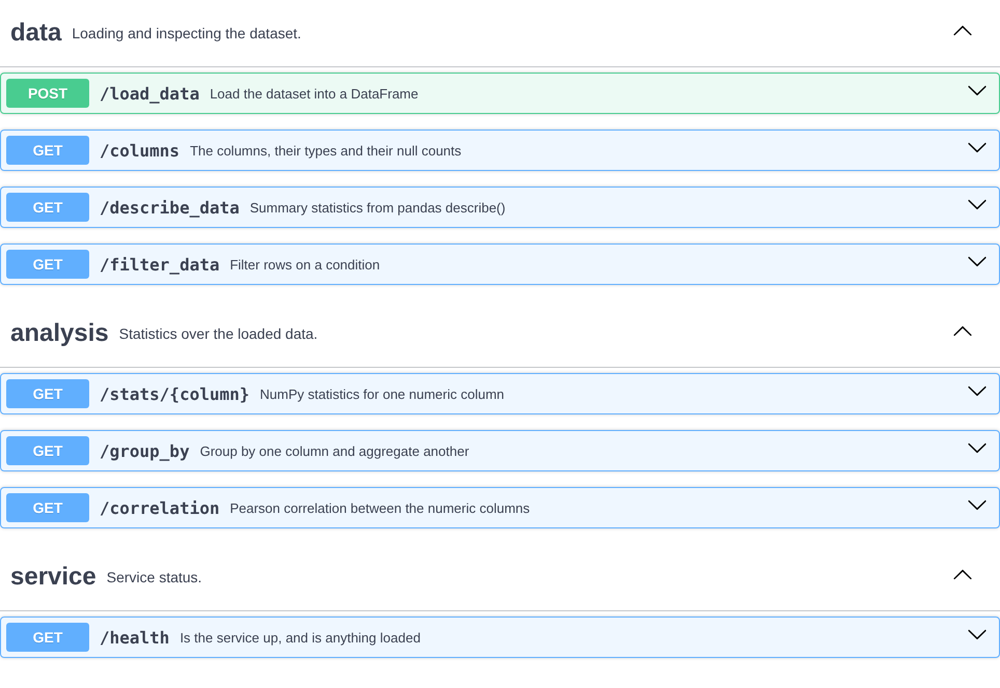 data Loading and inspecting the dataset.
POST /load_data Load the dataset into a DataFrame
GET /columns The columns, their types and their null counts
GET /describe_data Summary statistics from pandas describe()
GET /filter_data Filter rows on a condition
analysis Statistics over the loaded data.
GET /stats/{column} NumPy statistics for one numeric column
GET /group_by Group by one column and aggregate another
GET /correlation Pearson correlation between the numeric columns
service Service status.
GET /health Is the service up, and is anything loaded